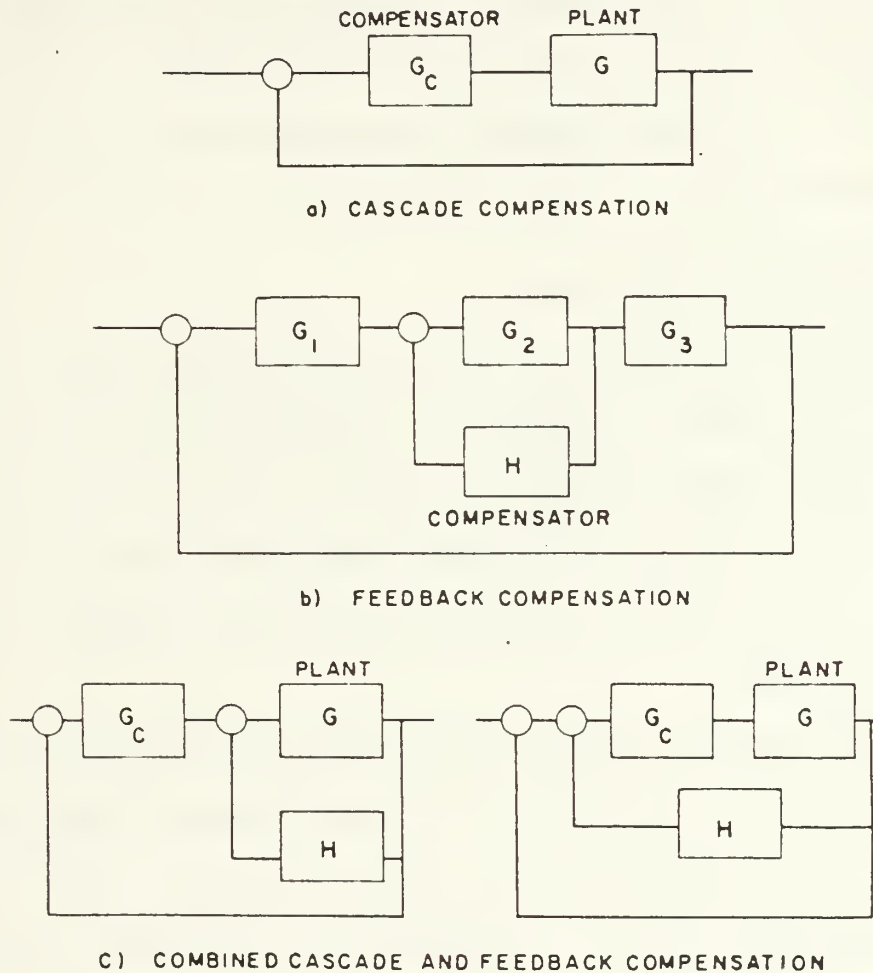 COMPENSATOR PLANT
G_C G
a) CASCADE COMPENSATION
G_1 G_2 G_3
H
COMPENSATOR
b) FEEDBACK COMPENSATION
PLANT PLANT
G_C G G_C G
H H
C) COMBINED CASCADE AND FEEDBACK COMPENSATION